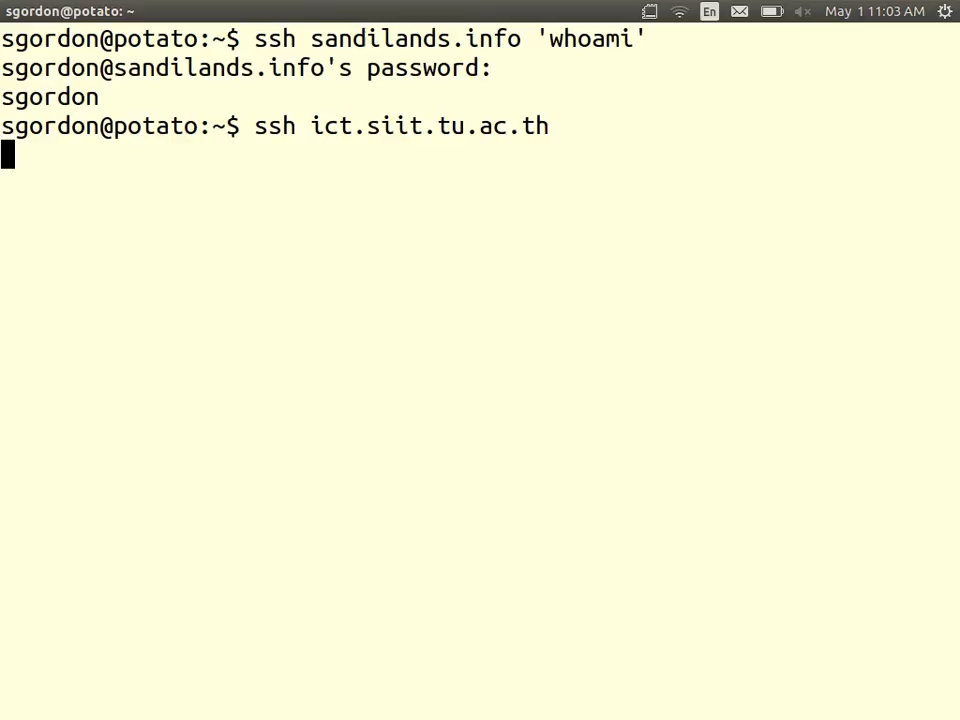 sgordon@potato: ~
En
May 1 11:03 AM
sgordon@potato:~$ ssh sandilands.info 'whoami'
sgordon@sandilands.info's password:
sgordon
sgordon@potato:~$ ssh ict.siit.tu.ac.th